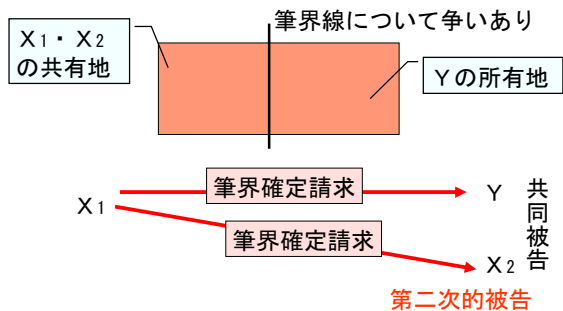 筆界線について争いあり
X1・X2
の共有地
Yの所有地
筆界確定請求
X1
Y
筆界確定請求
X2
共同被告
第二次的被告